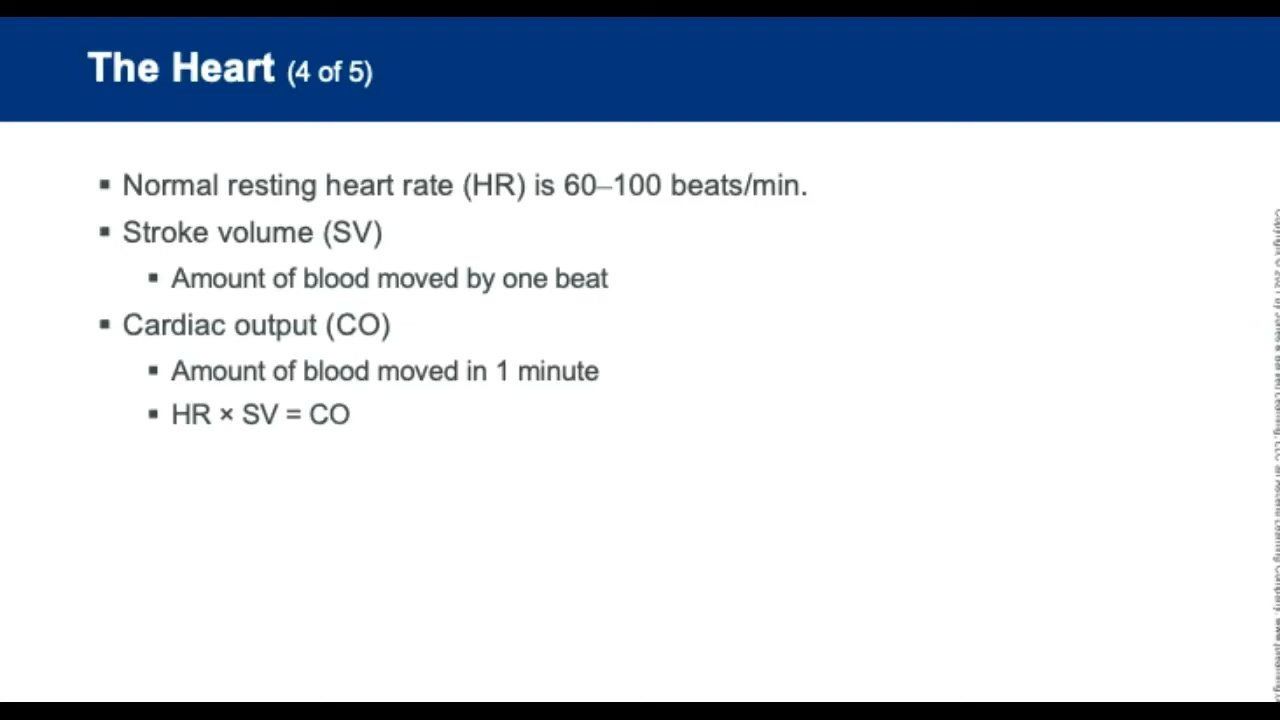 The Heart (4 of 5)
▪ Normal resting heart rate (HR) is 60–100 beats/min.
▪ Stroke volume (SV)
▪ Amount of blood moved by one beat
▪ Cardiac output (CO)
▪ Amount of blood moved in 1 minute
▪ HR × SV = CO